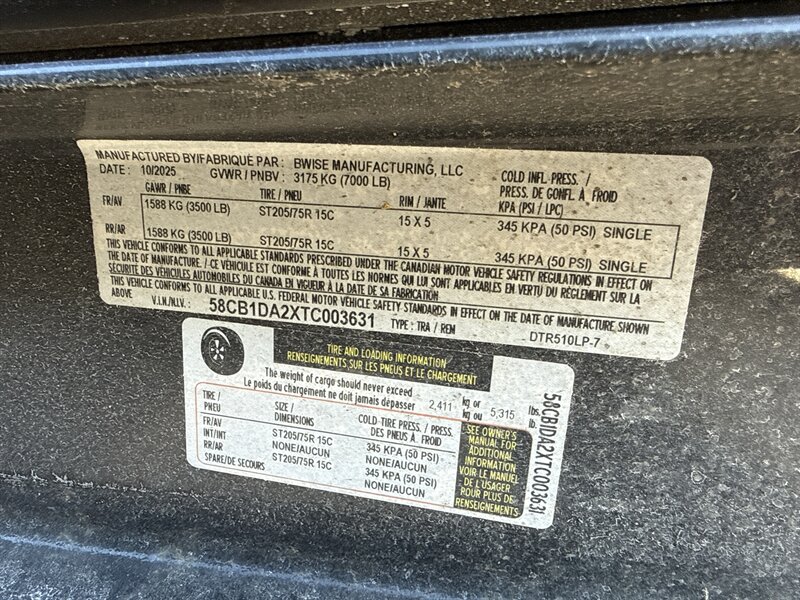 MANUFACTURED BY/FABRIQUÉ PAR : BWISE MANUFACTURING, LLC
DATE : 10/2025 GVWR / PNBV : 3175 KG (7000 LB)
COLD INFL. PRESS. /
PRESS. DE GONFL. À FROID
GAWR / PNBE TIRE / PNEU RIM / JANTE KPA (PSI / LPC)
FR/AV 1588 KG (3500 LB) ST205/75R 15C 15 X 5 345 KPA (50 PSI) SINGLE
RR/AR 1588 KG (3500 LB) ST205/75R 15C 15 X 5 345 KPA (50 PSI) SINGLE
THIS VEHICLE CONFORMS TO ALL APPLICABLE STANDARDS PRESCRIBED UNDER THE CANADIAN MOTOR VEHICLE SAFETY REGULATIONS IN EFFECT ON
THE DATE OF MANUFACTURE. / CE VÉHICULE EST CONFORME À TOUTES LES NORMES QUI LUI SONT APPLICABLES EN VERTU DU RÈGLEMENT SUR LA
SÉCURITÉ DES VÉHICULES AUTOMOBILES DU CANADA EN VIGUEUR À LA DATE DE SA FABRICATION
THIS VEHICLE CONFORMS TO ALL APPLICABLE U.S. FEDERAL MOTOR VEHICLE SAFETY STANDARDS IN EFFECT ON THE DATE OF MANUFACTURE SHOWN
ABOVE V.I.N./N.I.V. : 58CB1DA2XTC003631 TYPE : TRA / REM DTR510LP-7
TIRE AND LOADING INFORMATION
RENSEIGNEMENTS SUR LES PNEUS ET LE CHARGEMENT
The weight of cargo should never exceed
Le poids du chargement ne doit jamais dépasser 2,411 kg or kg ou 5,315 lbs. lb.
TIRE / PNEU SIZE / DIMENSIONS COLD TIRE PRESS. / PRESS. DES PNEUS À FROID
FR/AV ST205/75R 15C 345 KPA (50 PSI)
INT/INT NONE/AUCUN NONE/AUCUN
RR/AR ST205/75R 15C 345 KPA (50 PSI)
SPARE/DE SECOURS NONE/AUCUN NONE/AUCUN
SEE OWNER'S
MANUAL FOR
ADDITIONAL
INFORMATION
VOIR LE MANUEL
DE L'USAGER
POUR PLUS DE
RENSEIGNEMENTS
58CB1DA2XTC003631